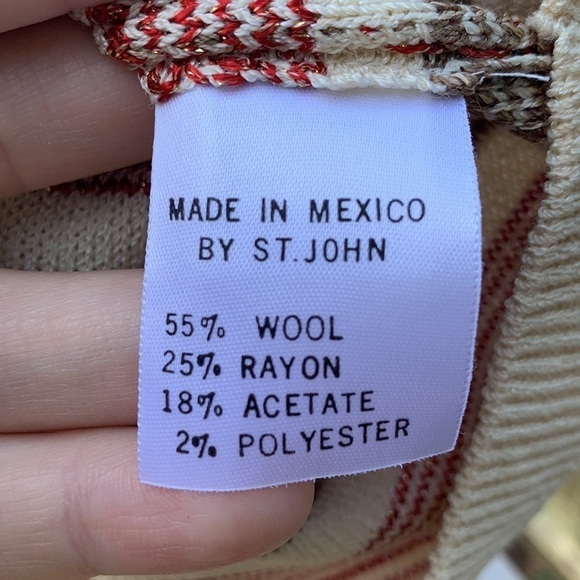 MADE IN MEXICO
BY ST.JOHN
55% WOOL
25% RAYON
18% ACETATE
2% POLYESTER